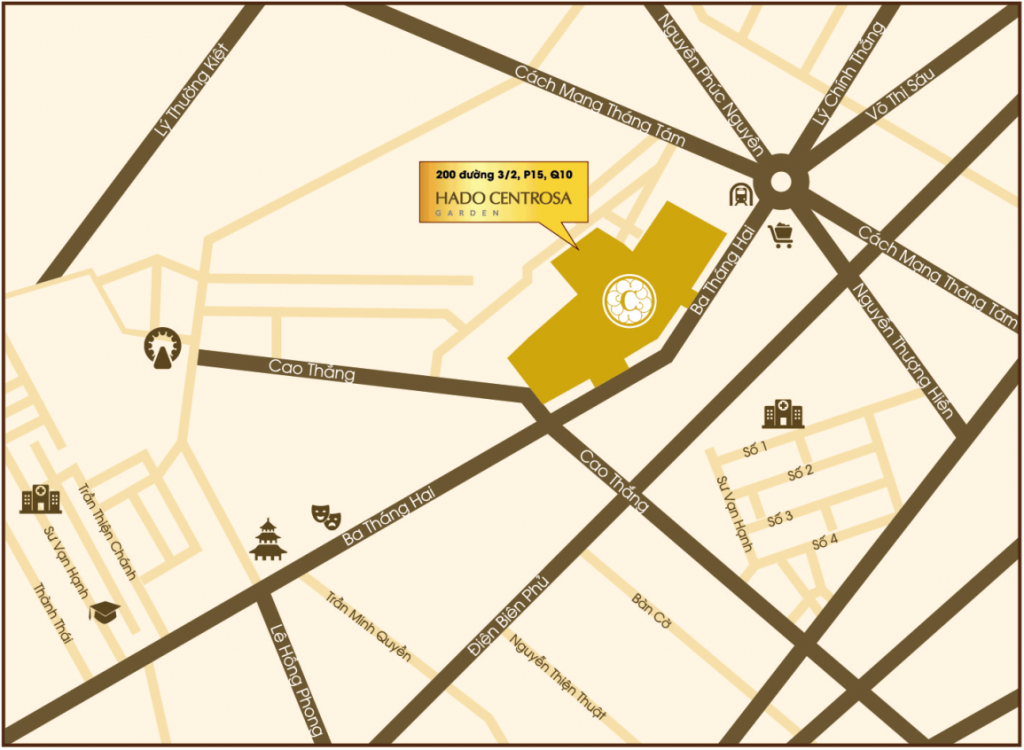 Lý Thường Kiệt
Cách Mạng Tháng Tám
Nguyễn Phúc Nguyên
Lý Chính Thắng
Võ Thị Sáu
200 đường 3/2, P15, Q10
HADO CENTROSA
GARDEN
C
Ba Tháng Hai
Cách Mạng Tháng Tám
Nguyễn Thượng Hiền
Cao Thắng
Cao Thắng
Số 1
Số 2
Số 3
Số 4
Sư Vạn Hạnh
Trần Thiện Chánh
Sư Vạn Hạnh
Thành Thái
Ba Tháng Hai
Lê Hồng Phong
Trần Minh Quyền
Điện Biên Phủ
Nguyễn Thiện Thuật
Bàn Cờ